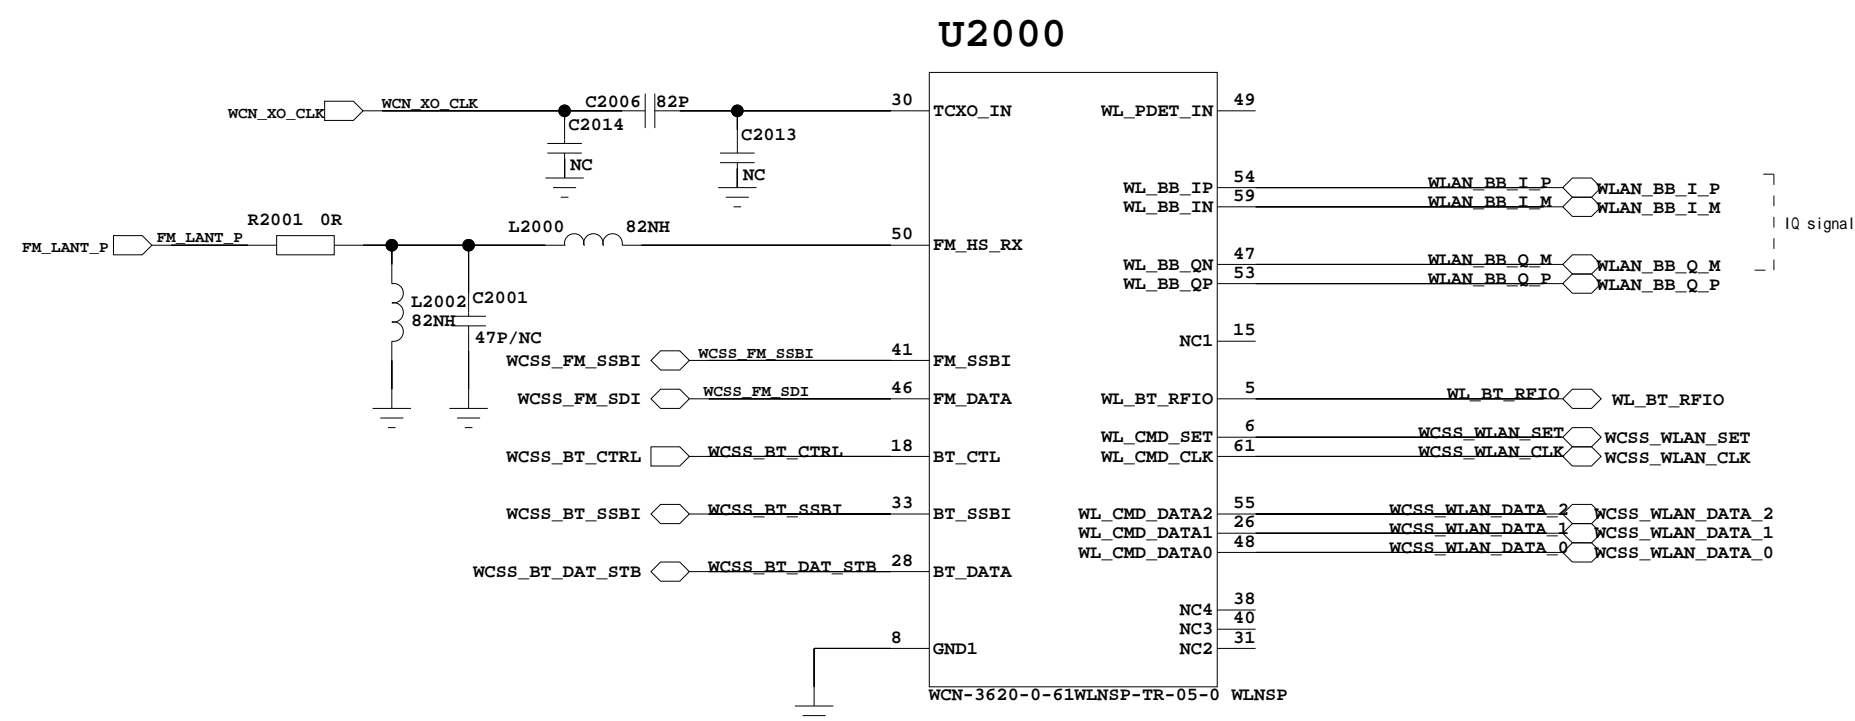 U2000
WCN_XO_CLK WCN_XO_CLK C2006 82P 30 TCXO_IN WL_PDET_IN 49
C2014 C2013
NC NC
WL_BB_IP 54 WLAN_BB_I_P WLAN_BB_I_P
WL_BB_IN 59 WLAN_BB_I_M WLAN_BB_I_M
IQ signal
R2001 0R L2000 82NH
FM_LANT_P FM_LANT_P 50 FM_HS_RX
WL_BB_QN 47 WLAN_BB_Q_M WLAN_BB_Q_M
WL_BB_QP 53 WLAN_BB_Q_P WLAN_BB_Q_P
L2002 C2001
82NH
47P/NC
NC1 15
WCSS_FM_SSBI WCSS_FM_SSBI 41 FM_SSBI
WCSS_FM_SDI WCSS_FM_SDI 46 FM_DATA WL_BT_RFIO 5 WL_BT_RFIO WL_BT_RFIO
WL_CMD_SET 6 WCSS_WLAN_SET WCSS_WLAN_SET
WCSS_BT_CTRL WCSS_BT_CTRL 18 BT_CTL WL_CMD_CLK 61 WCSS_WLAN_CLK WCSS_WLAN_CLK
WCSS_BT_SSBI WCSS_BT_SSBI 33 BT_SSBI WL_CMD_DATA2 55 WCSS_WLAN_DATA_2 WCSS_WLAN_DATA_2
WL_CMD_DATA1 26 WCSS_WLAN_DATA_1 WCSS_WLAN_DATA_1
WL_CMD_DATA0 48 WCSS_WLAN_DATA_0 WCSS_WLAN_DATA_0
WCSS_BT_DAT_STB WCSS_BT_DAT_STB 28 BT_DATA
NC4 38
NC3 40
8 GND1 NC2 31
WCN-3620-0-61WLNSP-TR-05-0 WLNSP